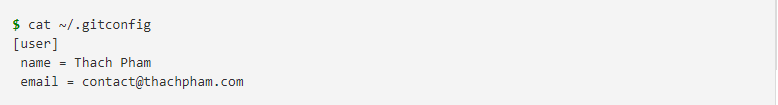 $ cat ~/.gitconfig
[user]
 name = Thach Pham
 email = contact@thachpham.com